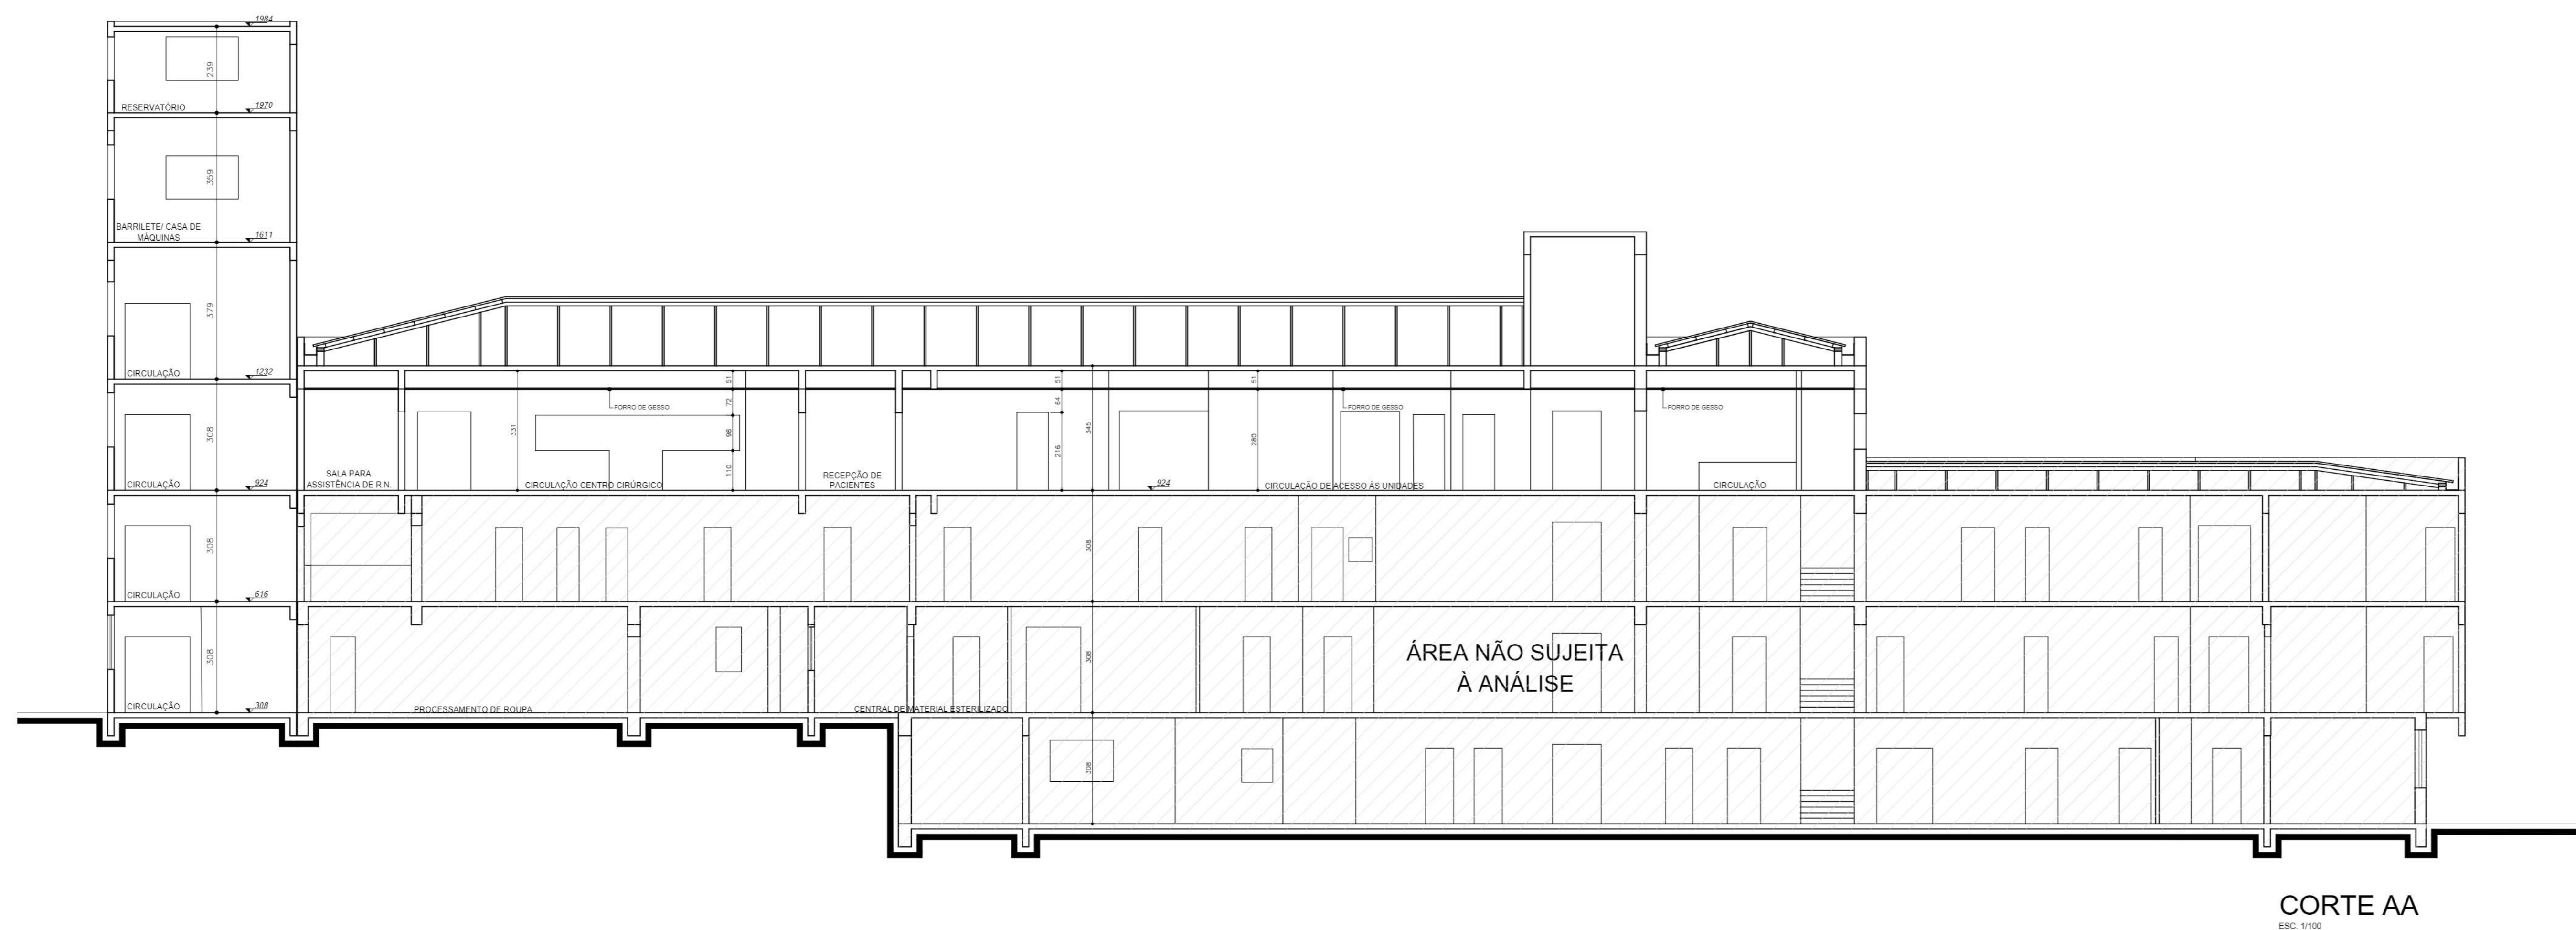 1984
239
RESERVATÓRIO
1970
359
BARRILETE/ CASA DE
MÁQUINAS
1611
379
CIRCULAÇÃO
1232
308
CIRCULAÇÃO
924
308
CIRCULAÇÃO
616
308
CIRCULAÇÃO
308
51
51
51
FORRO DE GESSO
72
64
FORRO DE GESSO
FORRO DE GESSO
331
98
345
280
216
110
SALA PARA
ASSISTÊNCIA DE R.N.
CIRCULAÇÃO CENTRO CIRÚRGICO
RECEPÇÃO DE
PACIENTES
924
CIRCULAÇÃO DE ACESSO ÀS UNIDADES
CIRCULAÇÃO
308
308
ÁREA NÃO SUJEITA
À ANÁLISE
PROCESSAMENTO DE ROUPA
CENTRAL DE MATERIAL ESTERILIZADO
308
CORTE AA
ESC. 1/100